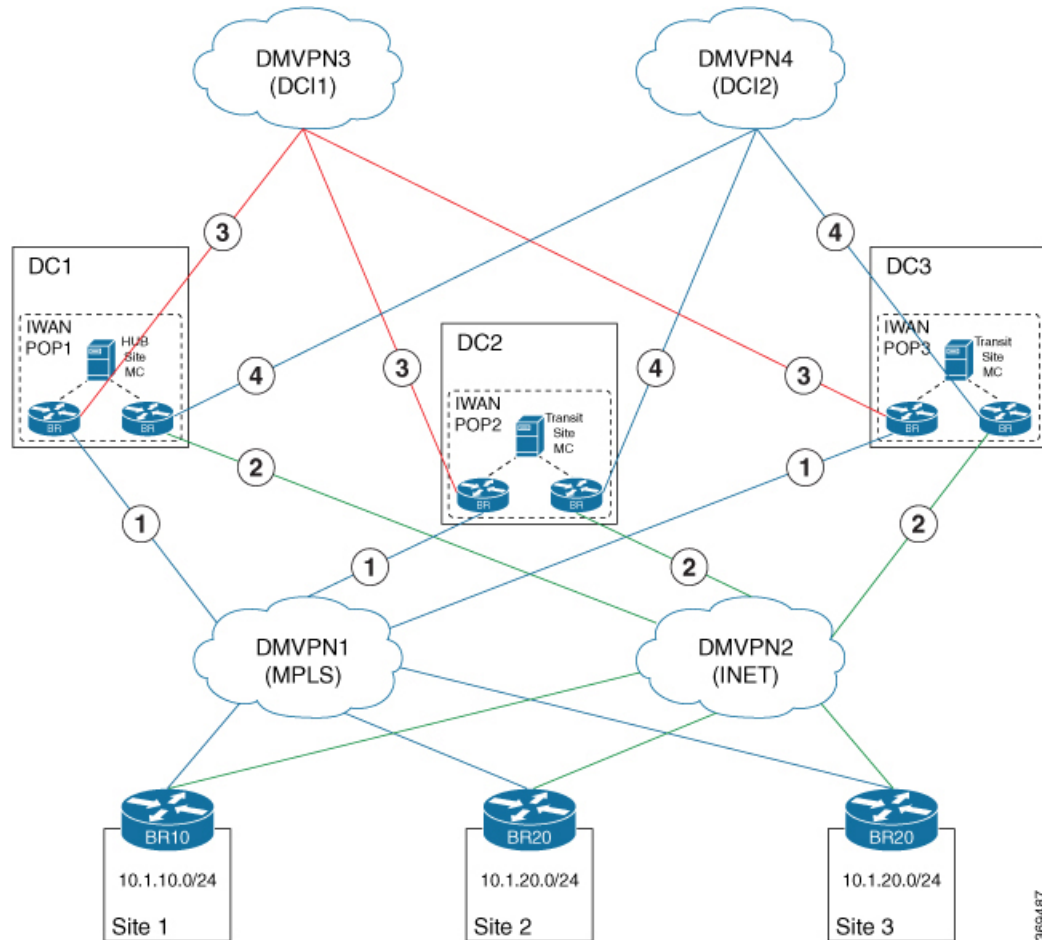 DMVPN3
(DCI1)
DMVPN4
(DCI2)
3
4
DC1
IWAN
POP1
HUB
Site
MC
BR
BR
4
2
3
DC2
IWAN
POP2
Transit
Site
MC
BR
BR
4
DC3
IWAN
POP3
Transit
Site
MC
BR
BR
3
1
1
1
2
2
DMVPN1
(MPLS)
DMVPN2
(INET)
BR10
10.1.10.0/24
Site 1
BR20
10.1.20.0/24
Site 2
BR20
10.1.20.0/24
Site 3
369487